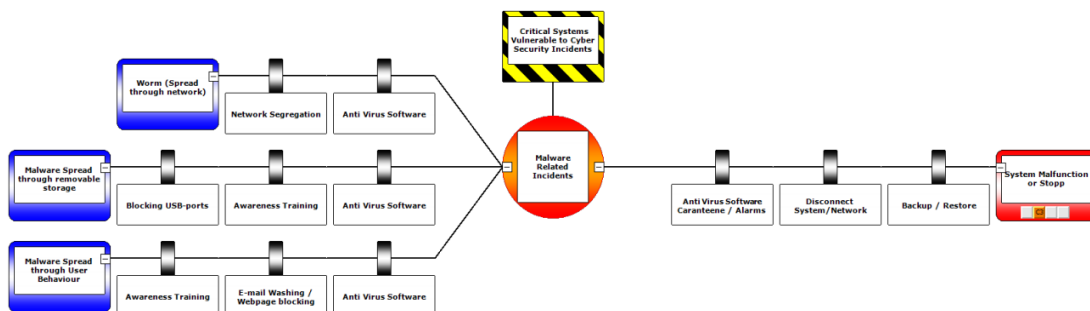 Critical Systems
Vulnerable to Cyber
Security Incidents
Worm (Spread
through network)
Network Segregation
Anti Virus Software
Malware Spread
through removable
storage
Blocking USB-ports
Awareness Training
Anti Virus Software
Malware
Related
Incidents
Anti Virus Software
Caranteene / Alarms
Disconnect
System/Network
Backup / Restore
System Malfunction
or Stopp
C3
Malware Spread
through User
Behaviour
Awareness Training
E-mail Washing /
Webpage blocking
Anti Virus Software